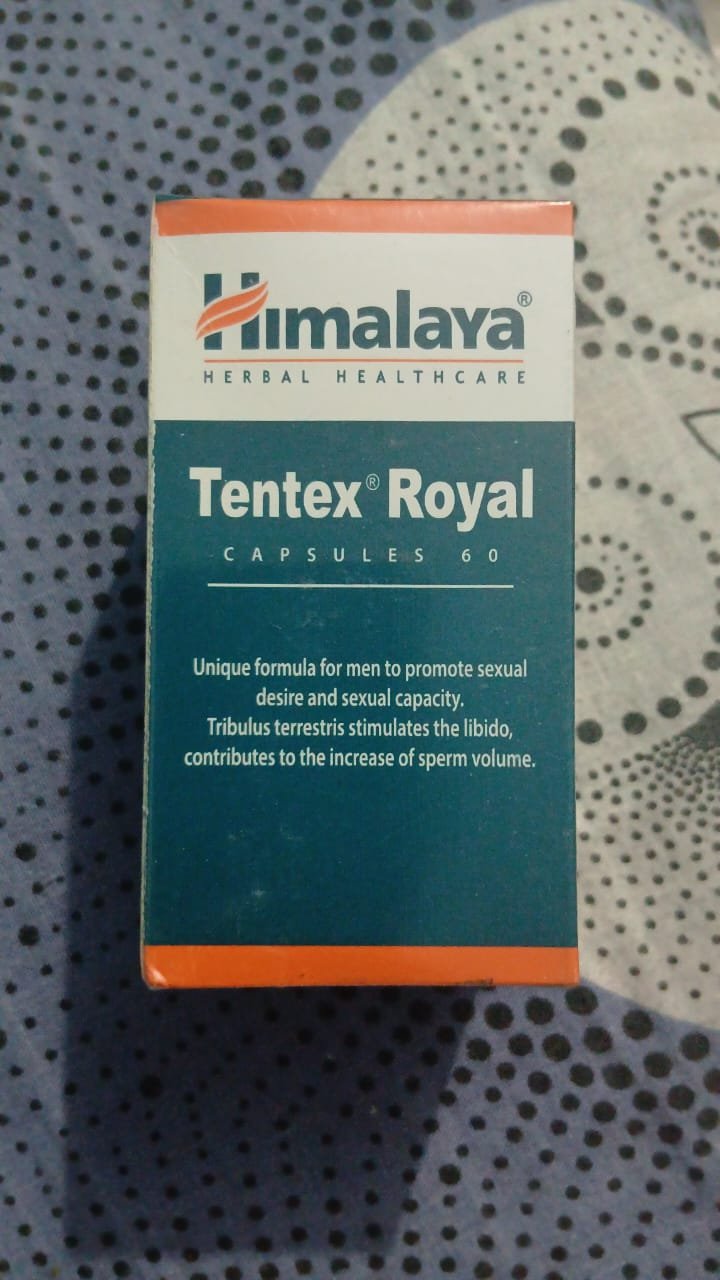 Himalaya®
HERBAL HEALTHCARE
Tentex® Royal
CAPSULES 60
Unique formula for men to promote sexual
desire and sexual capacity.
Tribulus terrestris stimulates the libido,
contributes to the increase of sperm volume.